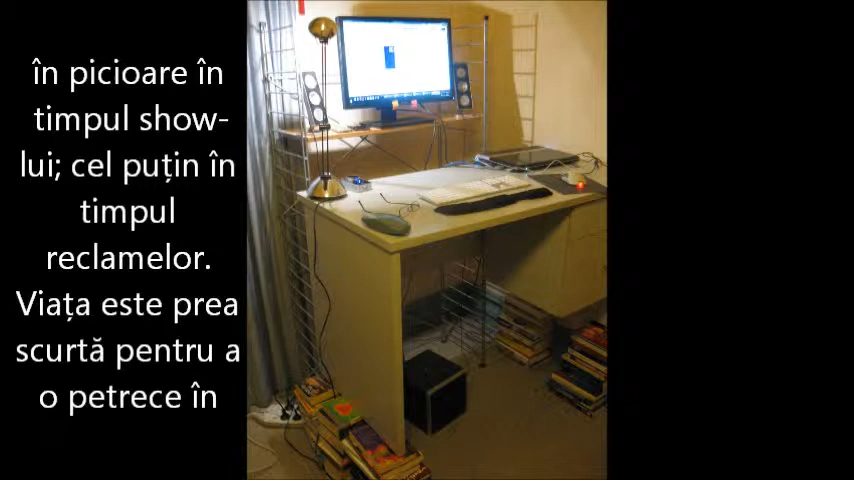 în picioare în
timpul show-
lui; cel puțin în
timpul
reclamelor.
Viața este prea
scurtă pentru a
o petrece în